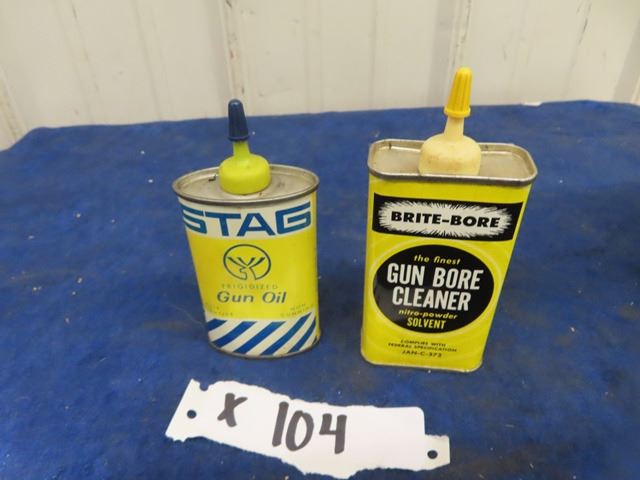 STAG
FRIGIDIZED
Gun Oil
BRITE-BORE
the finest
GUN BORE
CLEANER
nitro-powder
SOLVENT
COMPLIES WITH
FEDERAL SPECIFICATION
JAN-C-372
X 104